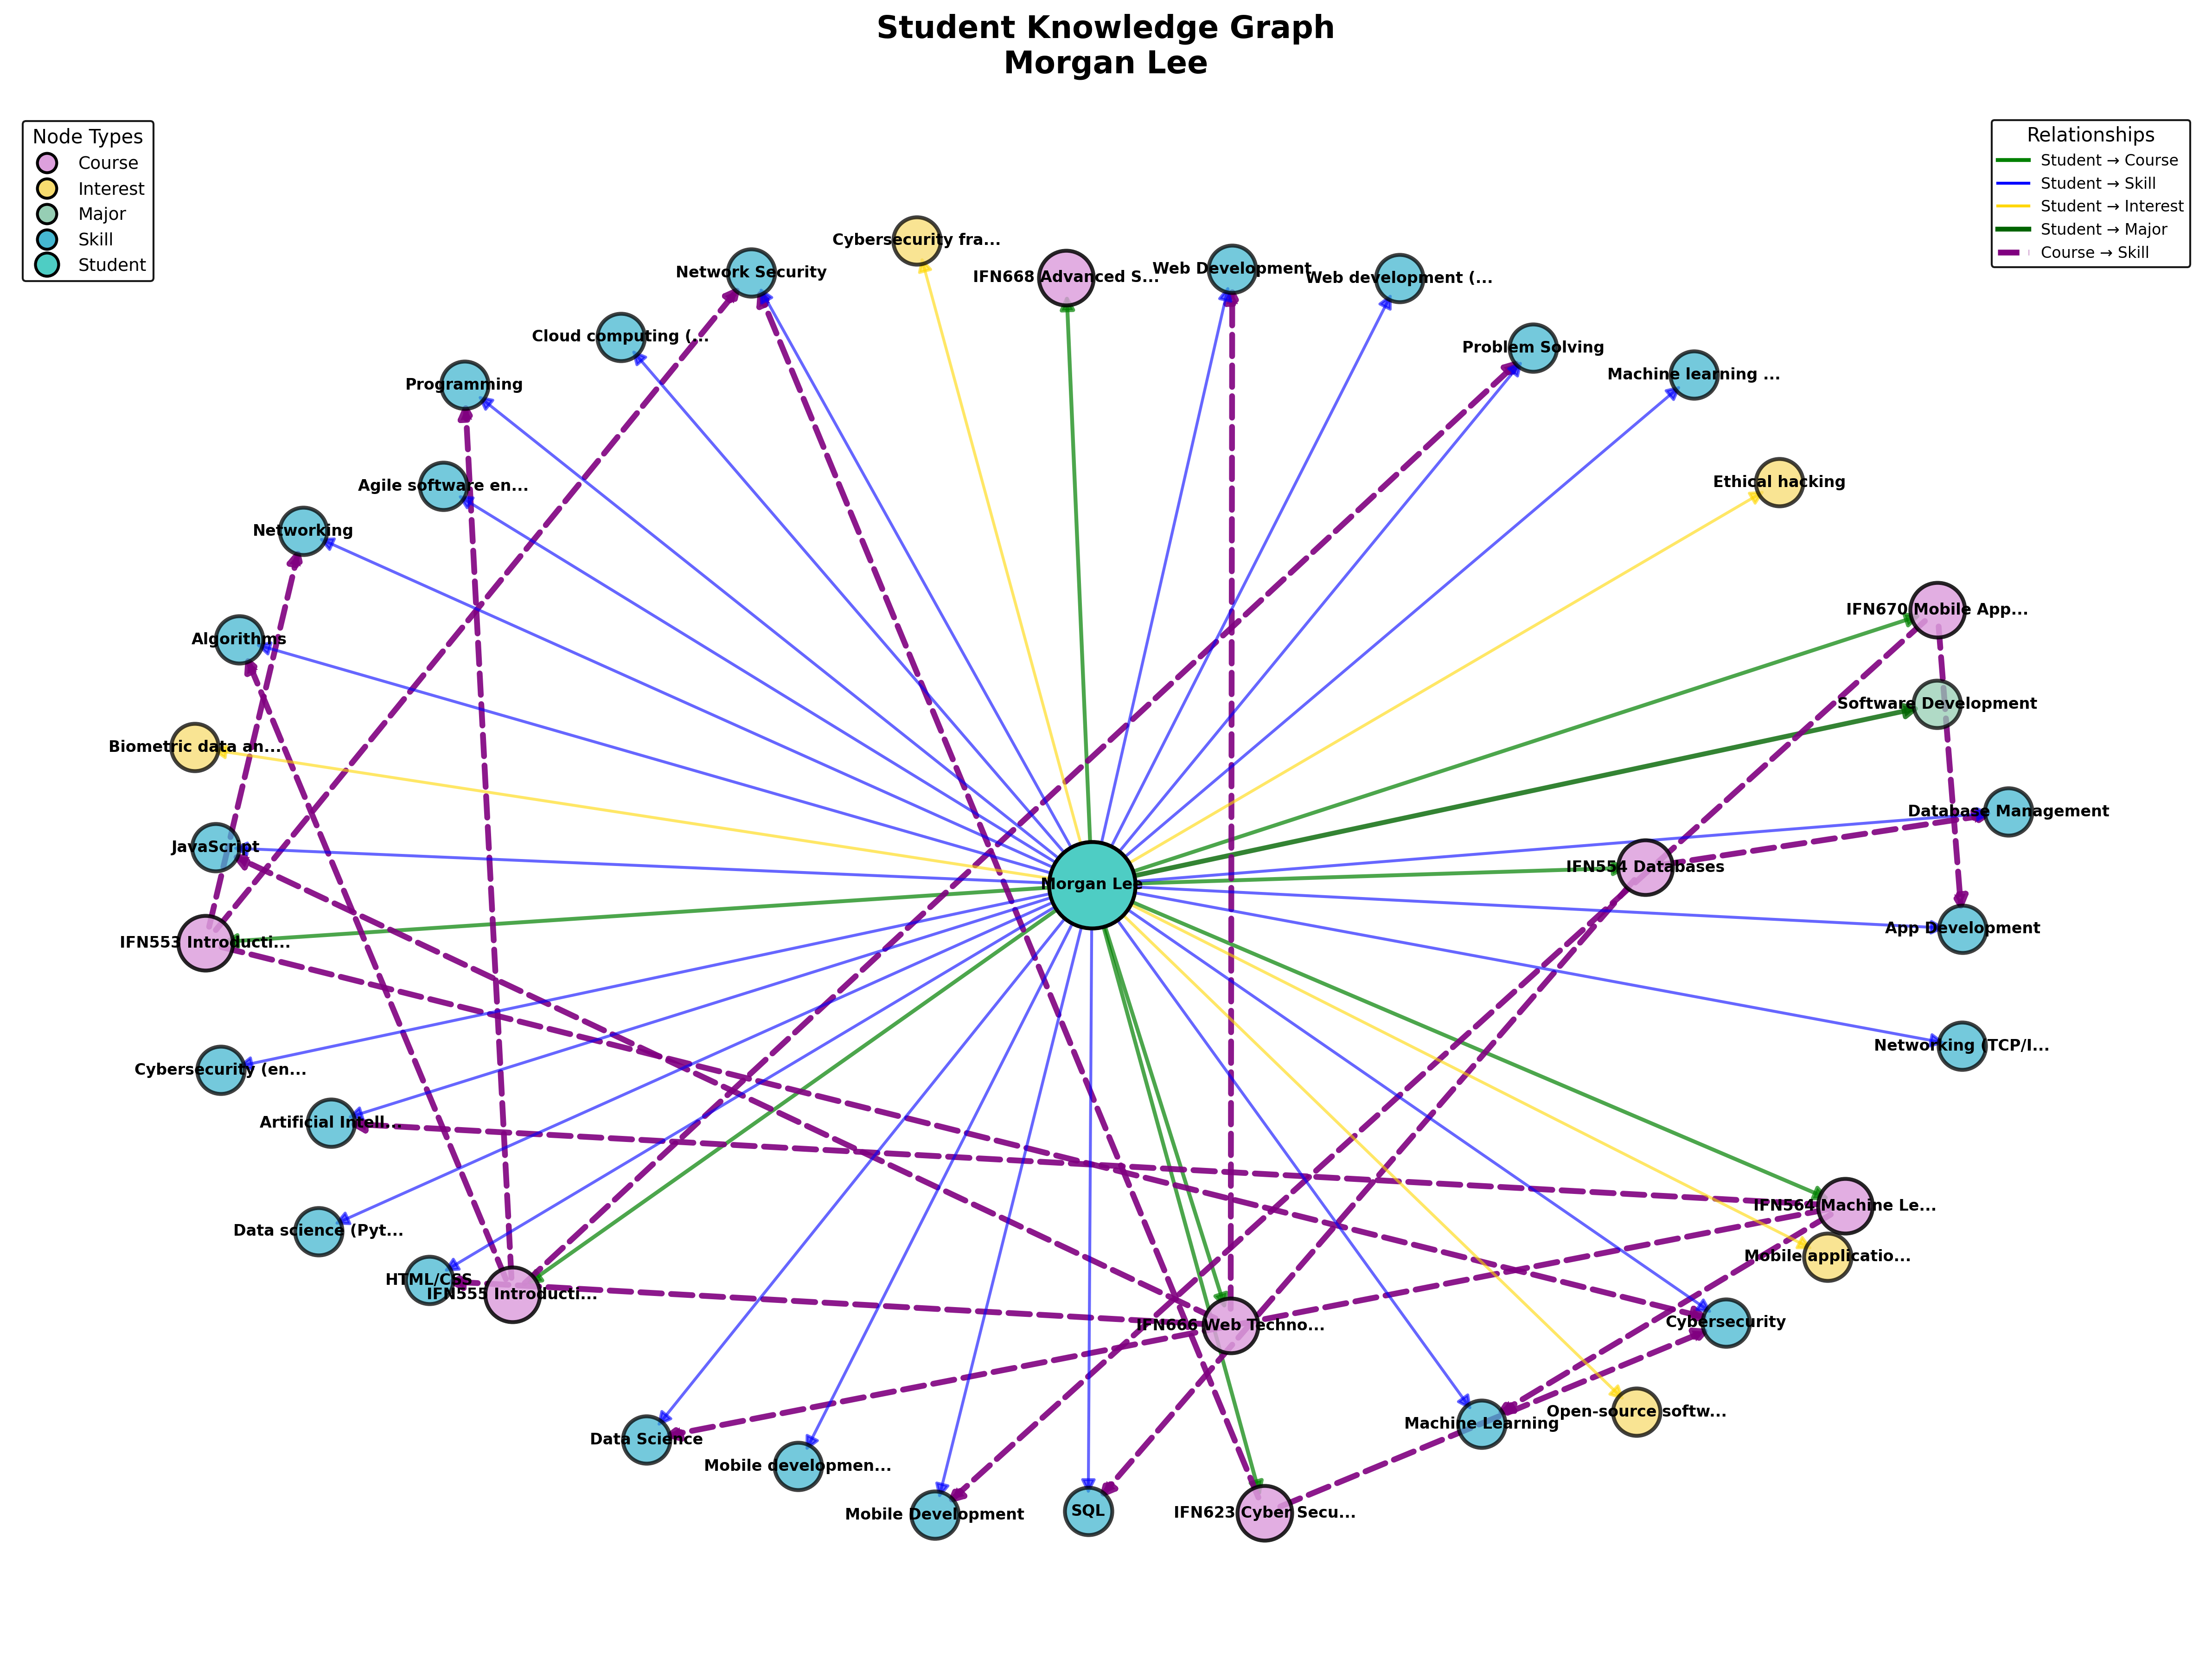 Student Knowledge Graph
Morgan Lee
Node Types
Course
Interest
Major
Skill
Student
Relationships
Student → Course
Student → Skill
Student → Interest
Student → Major
Course → Skill
Cybersecurity fra...
Network Security
IFN668 Advanced S...
Web Development
Web development (...
Cloud computing (...
Problem Solving
Machine learning ...
Programming
Agile software en...
Ethical hacking
Networking
IFN670 Mobile App...
Algorithms
Software Development
Biometric data an...
Database Management
JavaScript
IFN554 Databases
Morgan Lee
App Development
IFN553 Introducti...
Networking (TCP/I...
Cybersecurity (en...
Artificial Intell...
IFN564 Machine Le...
Data science (Pyt...
Mobile applicatio...
HTML/CSS
IFN555 Introducti...
IFN666 Web Techno...
Cybersecurity
Open-source softw...
Machine Learning
Data Science
Mobile developmen...
Mobile Development
SQL
IFN623 Cyber Secu...